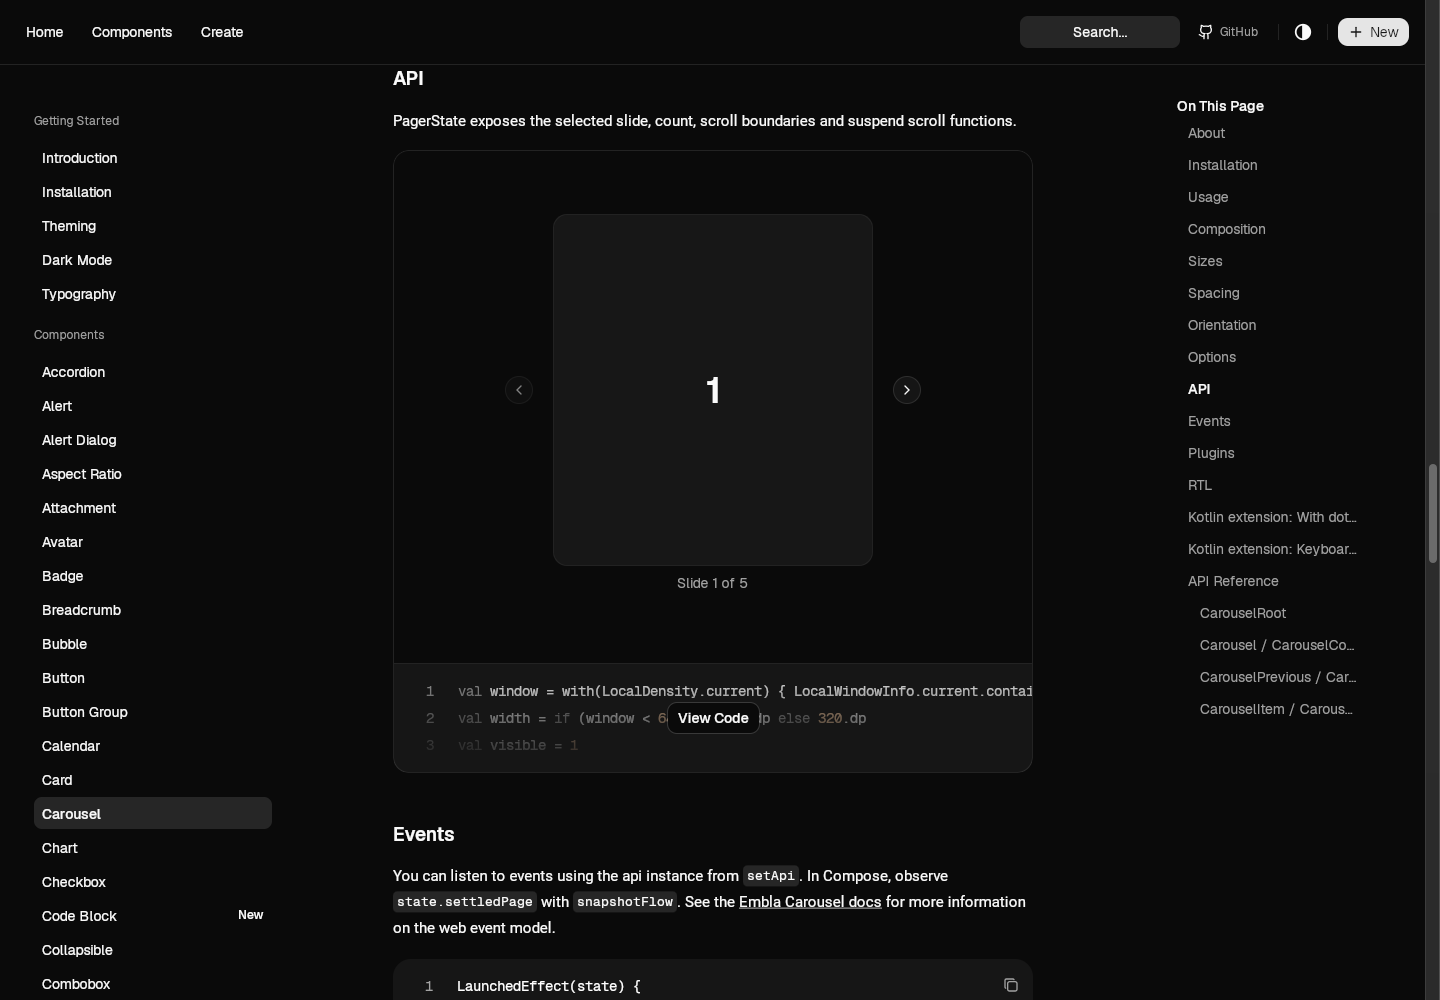 Home
Components
Create
Search...
GitHub
New
Getting Started
Introduction
Installation
Theming
Dark Mode
Typography
Components
Accordion
Alert
Alert Dialog
Aspect Ratio
Attachment
Avatar
Badge
Breadcrumb
Bubble
Button
Button Group
Calendar
Card
Carousel
Chart
Checkbox
Code Block New
Collapsible
Combobox
API
PagerState exposes the selected slide, count, scroll boundaries and suspend scroll functions.
1
Slide 1 of 5
1 val window = with(LocalDensity.current) { LocalWindowInfo.current.contai
2 val width = if (window < 6 dp else 320.dp
View Code
3 val visible = 1
Events
You can listen to events using the api instance from setApi. In Compose, observe
state.settledPage with snapshotFlow. See the Embla Carousel docs for more information
on the web event model.
1 LaunchedEffect(state) {
On This Page
About
Installation
Usage
Composition
Sizes
Spacing
Orientation
Options
API
Events
Plugins
RTL
Kotlin extension: With dot...
Kotlin extension: Keyboar...
API Reference
CarouselRoot
Carousel / CarouselCo...
CarouselPrevious / Car...
CarouselItem / Carous...